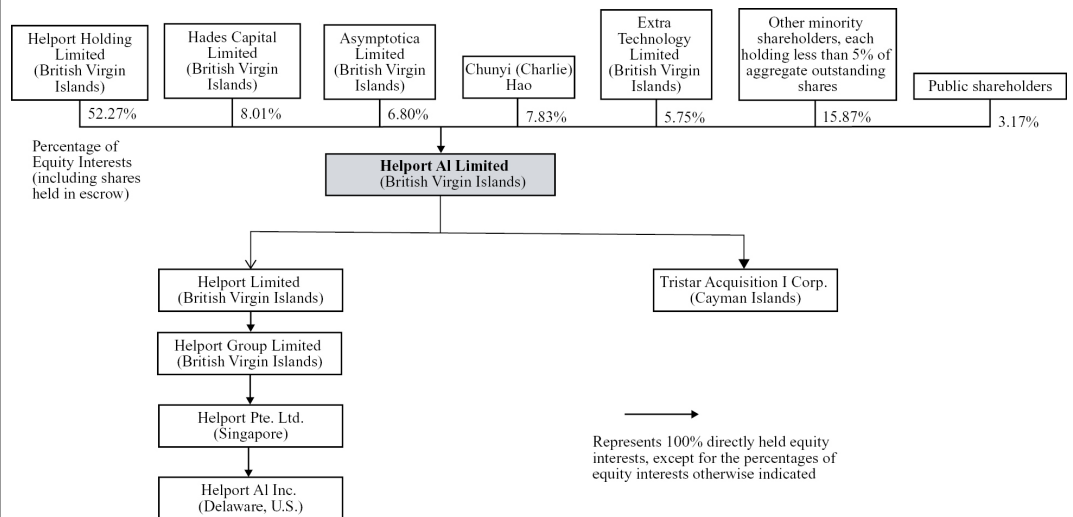 Helport Holding
Limited
(British Virgin
Islands)
Hades Capital
Limited
(British Virgin
Islands)
Asymptotica
Limited
(British Virgin
Islands)
Chunyi (Charlie)
Hao
Extra
Technology
Limited
(British Virgin
Islands)
Other minority
shareholders, each
holding less than 5% of
aggregate outstanding
shares
Public shareholders
52.27%
8.01%
6.80%
7.83%
5.75%
15.87%
3.17%
Percentage of
Equity Interests
(including shares
held in escrow)
Helport Al Limited
(British Virgin Islands)
Helport Limited
(British Virgin Islands)
Tristar Acquisition I Corp.
(Cayman Islands)
Helport Group Limited
(British Virgin Islands)
Helport Pte. Ltd.
(Singapore)
Helport Al Inc.
(Delaware, U.S.)
Represents 100% directly held equity
interests, except for the percentages of
equity interests otherwise indicated